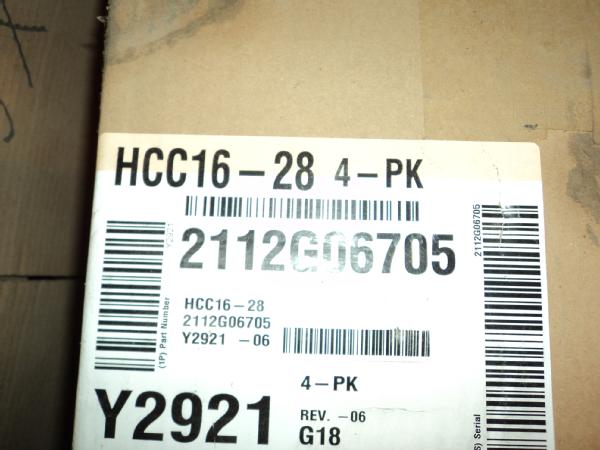 HCC16-28 4-PK
2112G06705
HCC16-28
2112G06705
Y2921 -06
4-PK
Y2921
REV. -06
G18
(1P) Part Number
Y2921
2112G06705
(S) Serial